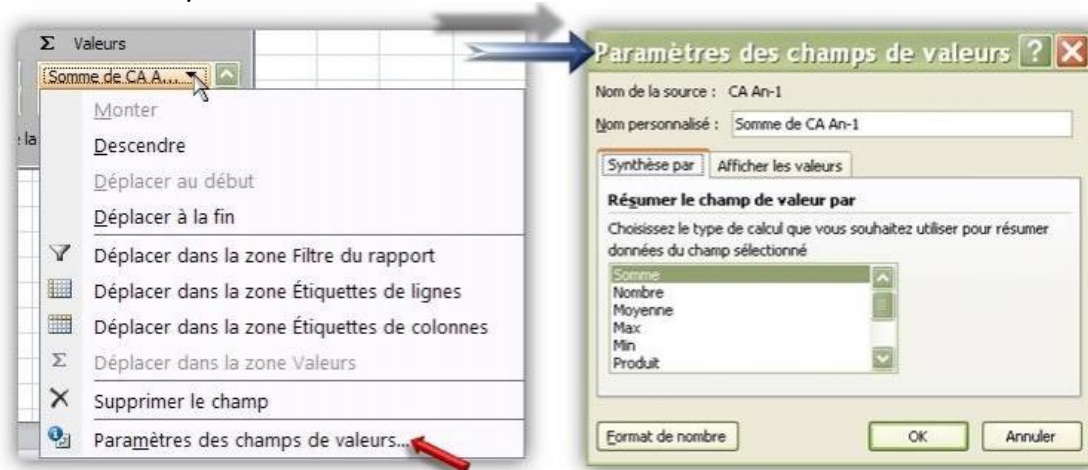 Σ Valeurs
Somme de CA A...
Monter
Descendre
Déplacer au début
Déplacer à la fin
Déplacer dans la zone Filtre du rapport
Déplacer dans la zone Étiquettes de lignes
Déplacer dans la zone Étiquettes de colonnes
Σ Déplacer dans la zone Valeurs
Supprimer le champ
Paramètres des champs de valeurs...
la
Paramètres des champs de valeurs
Nom de la source : CA An-1
Nom personnalisé : Somme de CA An-1
Synthèse par Afficher les valeurs
Résumer le champ de valeur par
Choisissez le type de calcul que vous souhaitez utiliser pour résumer
données du champ sélectionné
Somme
Nombre
Moyenne
Max
Min
Produit
Format de nombre OK Annuler